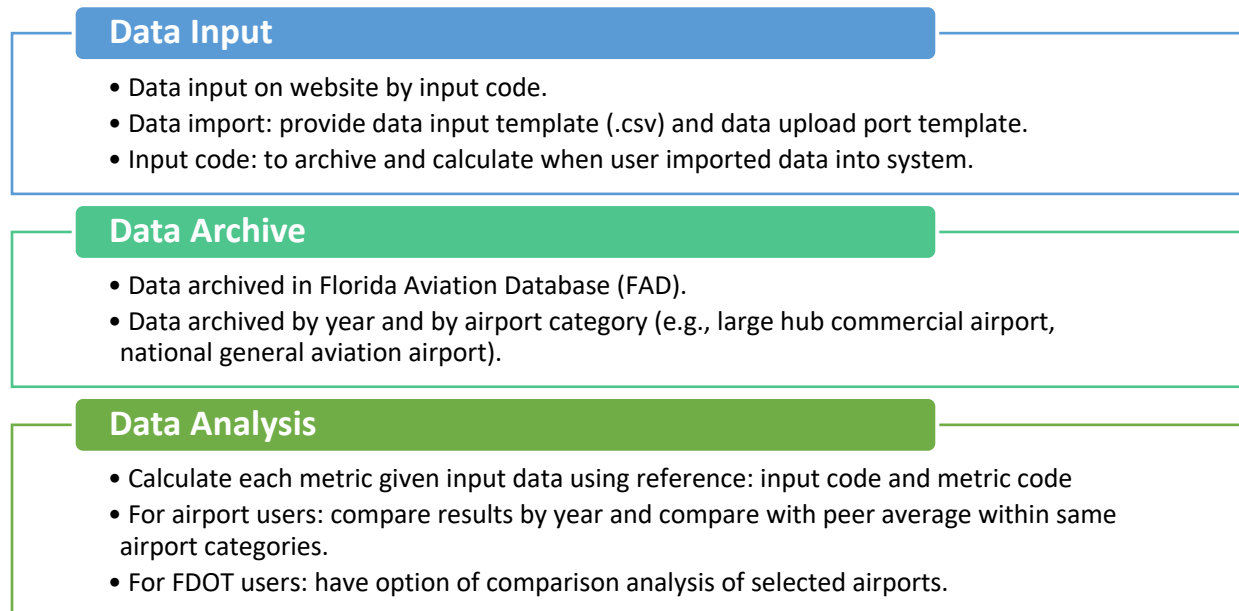 Data Input
• Data input on website by input code.
• Data import: provide data input template (.csv) and data upload port template.
• Input code: to archive and calculate when user imported data into system.
Data Archive
• Data archived in Florida Aviation Database (FAD).
• Data archived by year and by airport category (e.g., large hub commercial airport,
national general aviation airport).
Data Analysis
• Calculate each metric given input data using reference: input code and metric code
• For airport users: compare results by year and compare with peer average within same
airport categories.
• For FDOT users: have option of comparison analysis of selected airports.